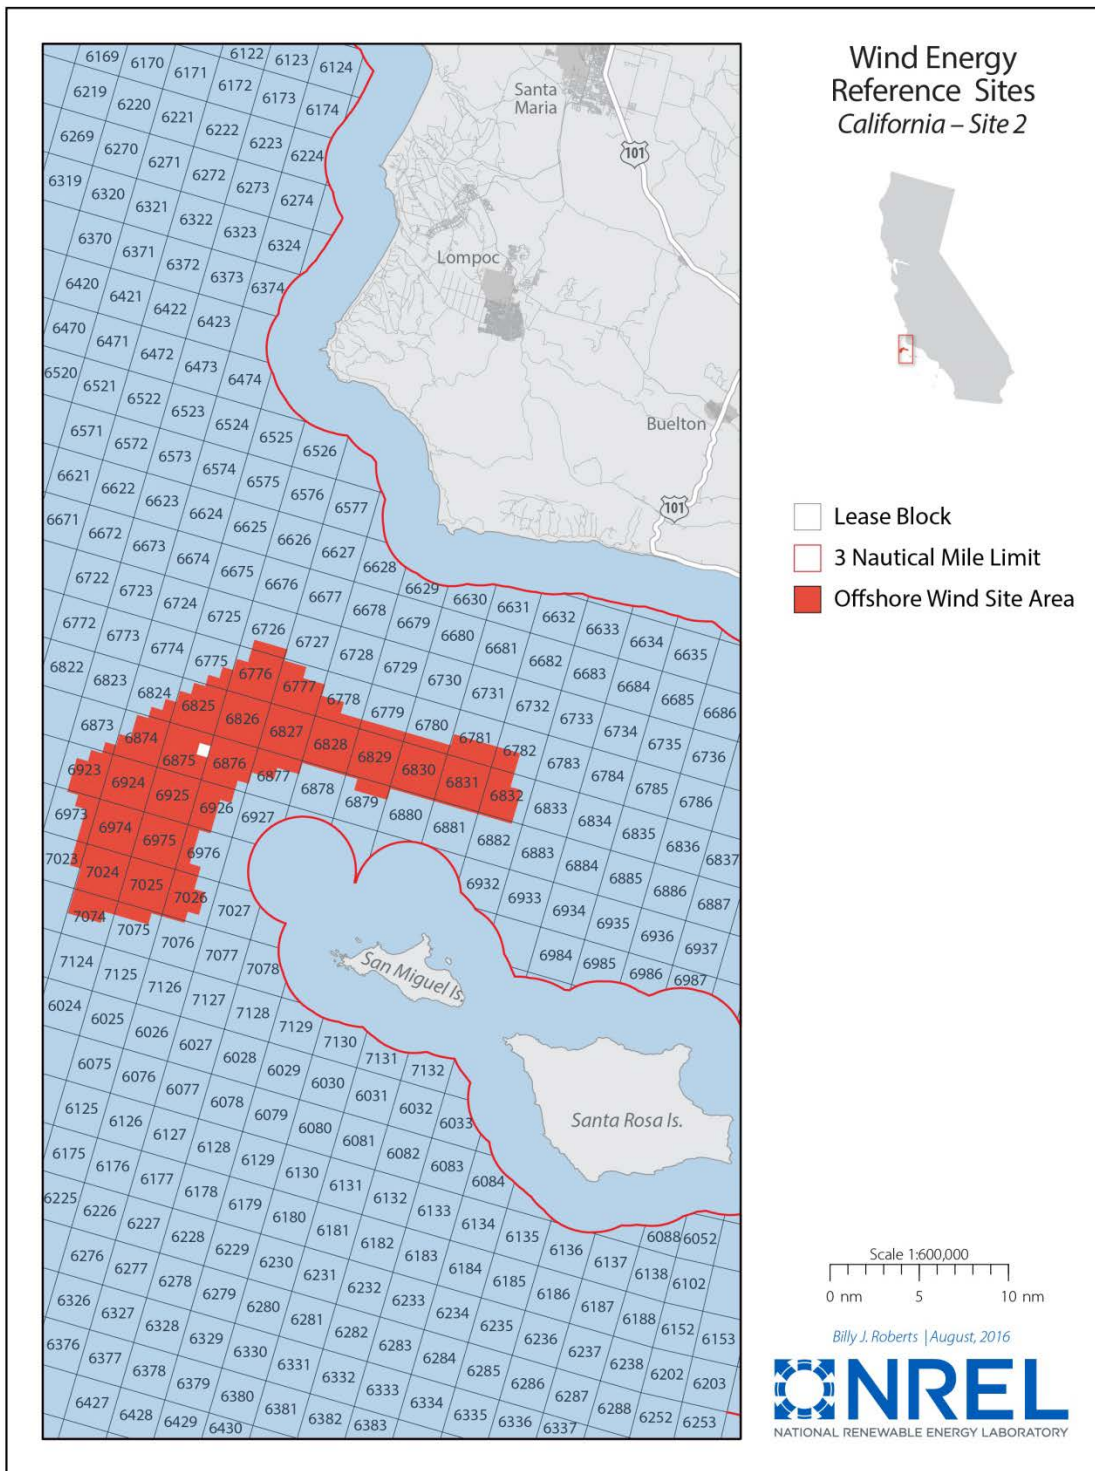 Wind Energy
Reference Sites
California – Site 2
Lease Block
3 Nautical Mile Limit
Offshore Wind Site Area
Santa
Maria
101
Lompoc
Buelton
101
San Miguel Is.
Santa Rosa Is.
6122 6123 6124
6169 6170 6171 6172 6173 6174
6219 6220 6221 6222 6223 6224
6269 6270 6271 6272 6273 6274
6319 6320 6321 6322 6323 6324
6370 6371 6372 6373 6374
6420 6421 6422 6423
6470 6471 6472 6473 6474
6520 6521 6522 6523 6524 6525 6526
6571 6572 6573 6574 6575 6576 6577
6621 6622 6623 6624 6625 6626 6627 6628 6629 6630 6631 6632 6633 6634 6635
6671 6672 6673 6674 6675 6676 6677 6678 6679 6680 6681 6682 6683 6684 6685 6686
6722 6723 6724 6725 6726 6727 6728 6729 6730 6731 6732 6733 6734 6735 6736
6772 6773 6774 6775 6776 6777 6778 6779 6780 6781 6782 6783 6784 6785 6786
6822 6823 6824 6825 6826 6827 6828 6829 6830 6831 6832 6833 6834 6835 6836 6837
6873 6874 6875 6876 6877 6878 6879 6880 6881 6882 6883 6884 6885 6886 6887
6923 6924 6925 6926 6927 6932 6933 6934 6935 6936 6937
6973 6974 6975 6976 6984 6985 6986 6987
7023 7024 7025 7026 7027
7074 7075 7076 7077 7078
7124 7125 7126 7127 7128 7129 7130 7131 7132
6024 6025 6026 6027 6028 6029 6030 6031 6032 6033
6075 6076 6077 6078 6079 6080 6081 6082 6083 6084
6125 6126 6127 6128 6129 6130 6131 6132 6133 6134 6135 6136 6137 6138 6088 6052
6175 6176 6177 6178 6179 6180 6181 6182 6183 6184 6185 6186 6187 6188 6102
6225 6226 6227 6228 6229 6230 6231 6232 6233 6234 6235 6236 6237 6238 6152 6153
6276 6277 6278 6279 6280 6281 6282 6283 6284 6285 6286 6287 6288 6202 6203
6326 6327 6328 6329 6330 6331 6332 6333 6334 6335 6336 6337 6252 6253
6376 6377 6378 6379 6380 6381 6382 6383
6427 6428 6429 6430
Scale 1:600,000
0 nm 5 10 nm
Billy J. Roberts | August, 2016
NREL
NATIONAL RENEWABLE ENERGY LABORATORY